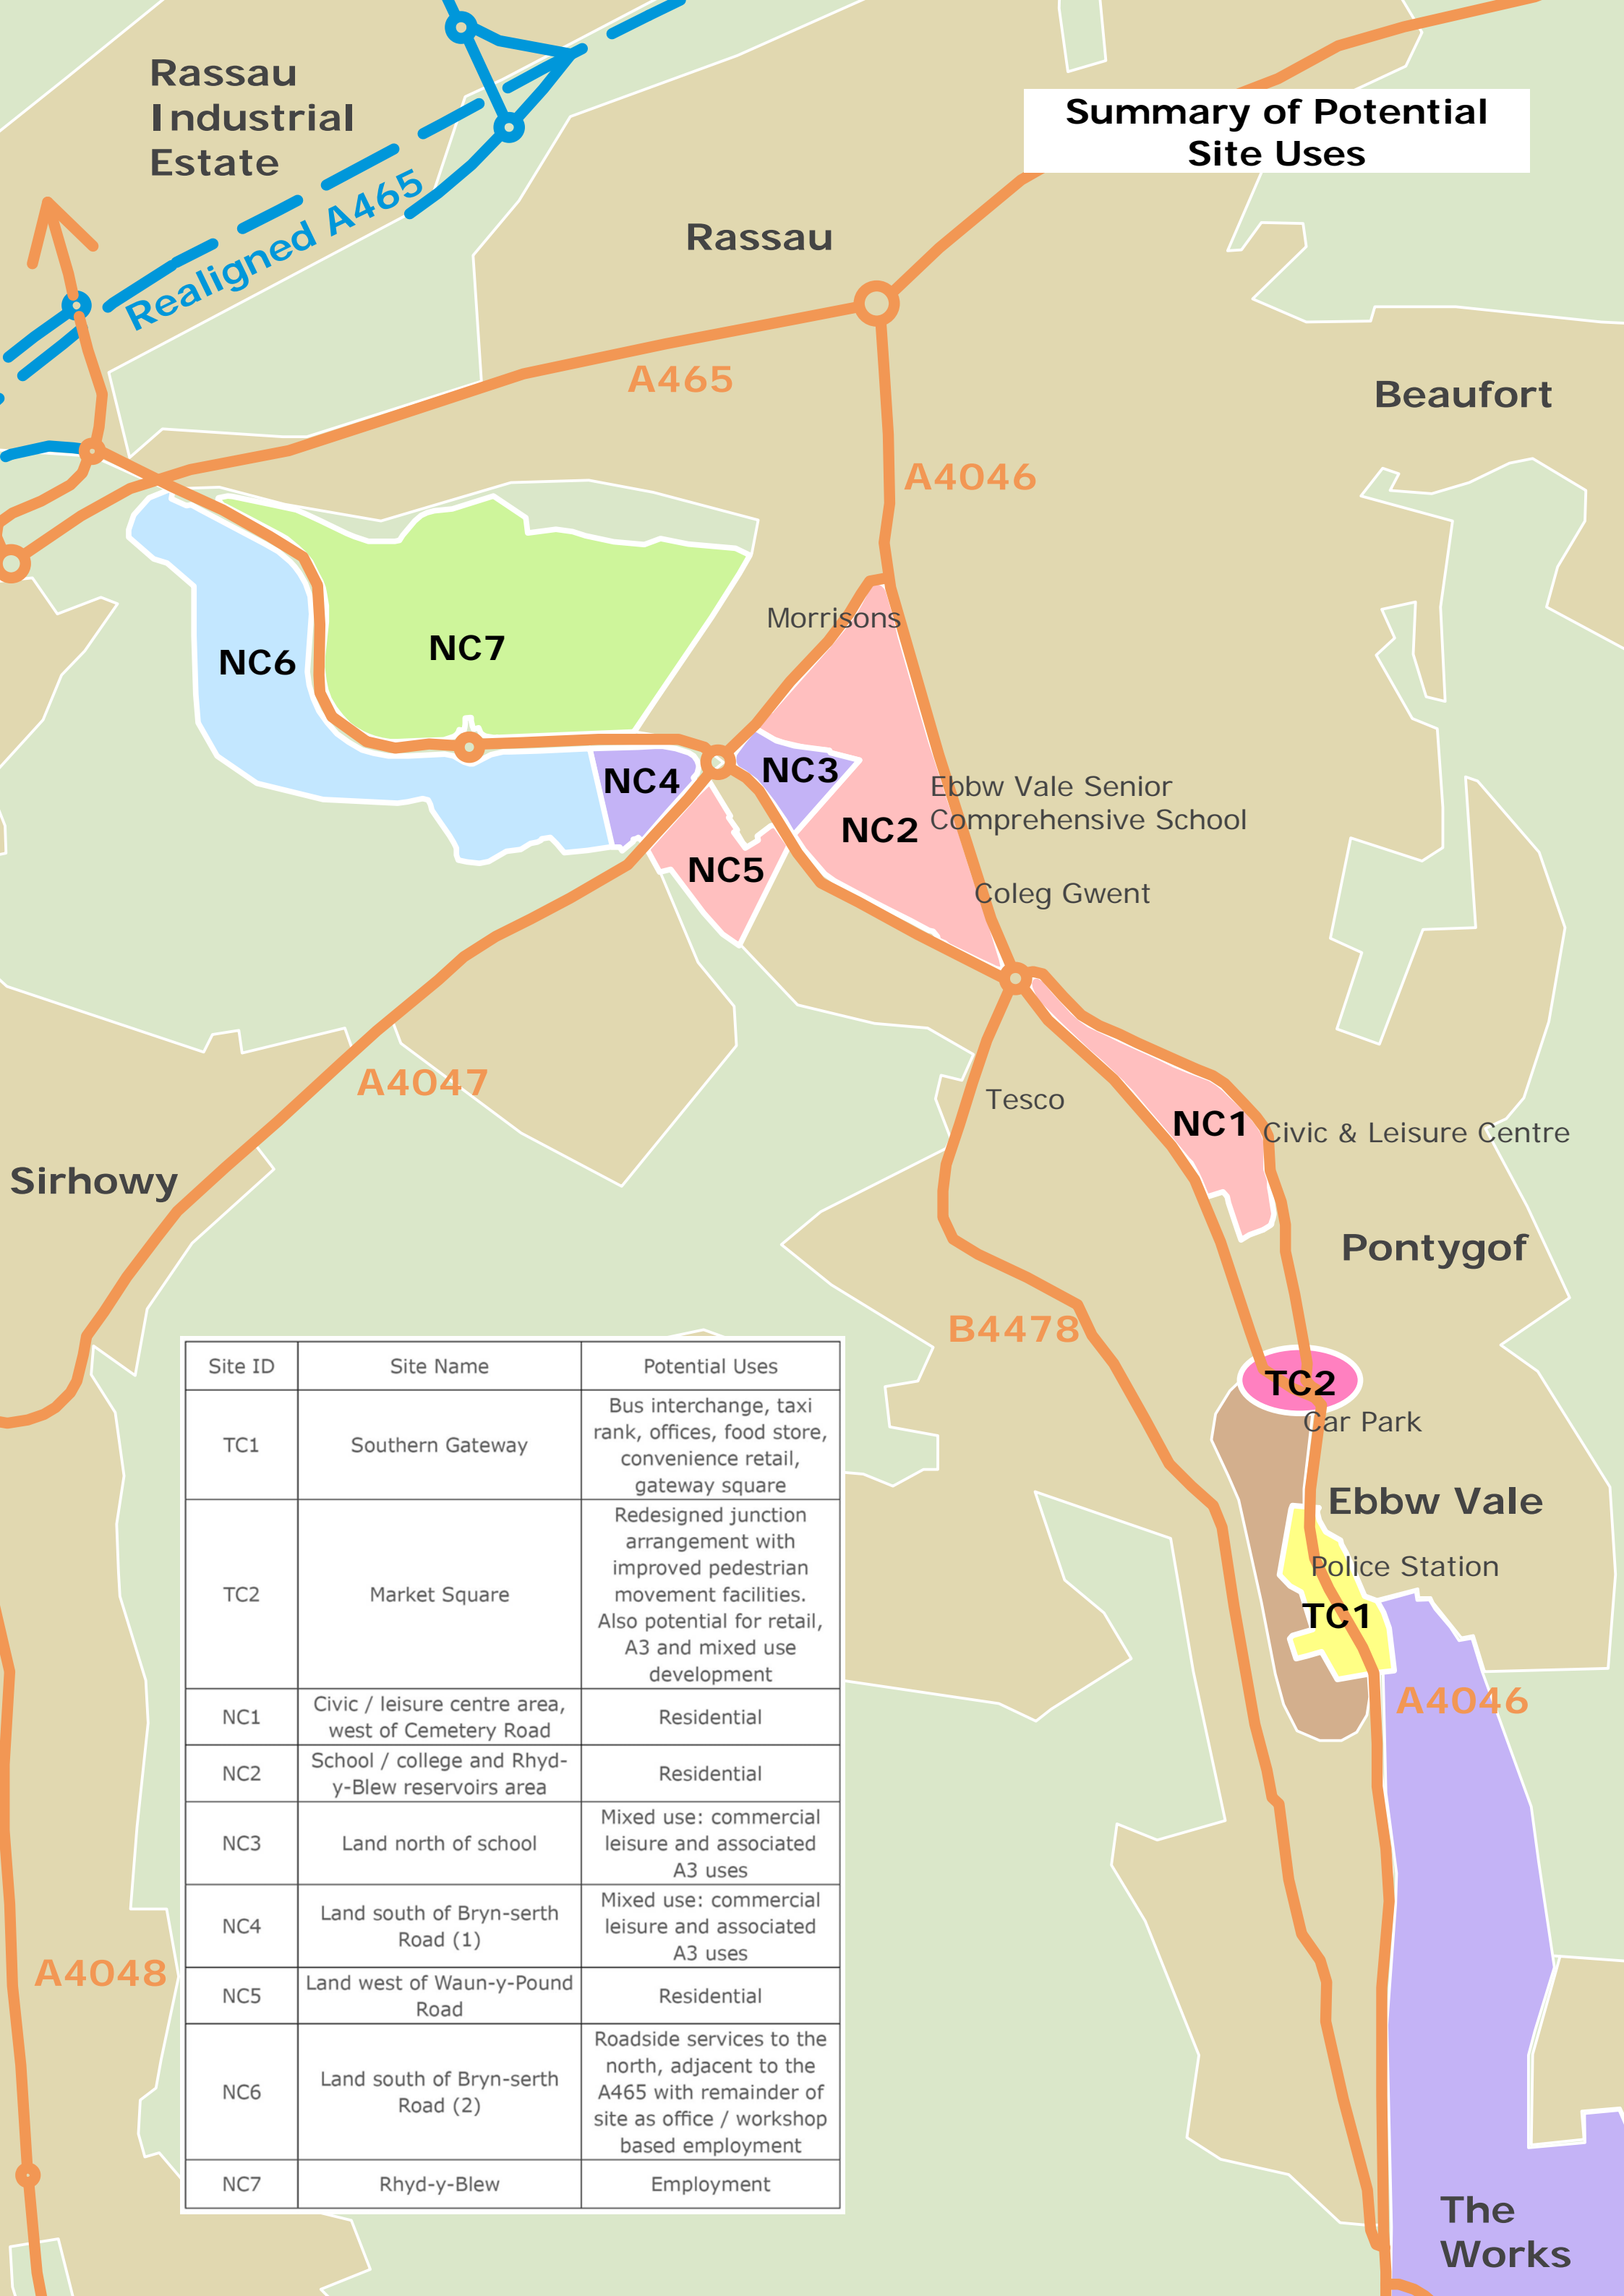 Summary of Potential
Site Uses
Rassau
Industrial
Estate
Realigned A465
Rassau
A465
Beaufort
A4046
Morrisons
NC7
NC6
NC4
NC3
NC2
NC5
Ebbw Vale Senior
Comprehensive School
Coleg Gwent
A4047
Tesco
NC1
Civic & Leisure Centre
Sirhowy
Pontygof
B4478
TC2
Car Park
Ebbw Vale
Police Station
TC1
A4046
A4048
The
Works
Site ID
Site Name
Potential Uses
TC1
Southern Gateway
Bus interchange, taxi
rank, offices, food store,
convenience retail,
gateway square
TC2
Market Square
Redesigned junction
arrangement with
improved pedestrian
movement facilities.
Also potential for retail,
A3 and mixed use
development
NC1
Civic / leisure centre area,
west of Cemetery Road
Residential
NC2
School / college and Rhyd-
y-Blew reservoirs area
Residential
NC3
Land north of school
Mixed use: commercial
leisure and associated
A3 uses
NC4
Land south of Bryn-serth
Road (1)
Mixed use: commercial
leisure and associated
A3 uses
NC5
Land west of Waun-y-Pound
Road
Residential
NC6
Land south of Bryn-serth
Road (2)
Roadside services to the
north, adjacent to the
A465 with remainder of
site as office / workshop
based employment
NC7
Rhyd-y-Blew
Employment